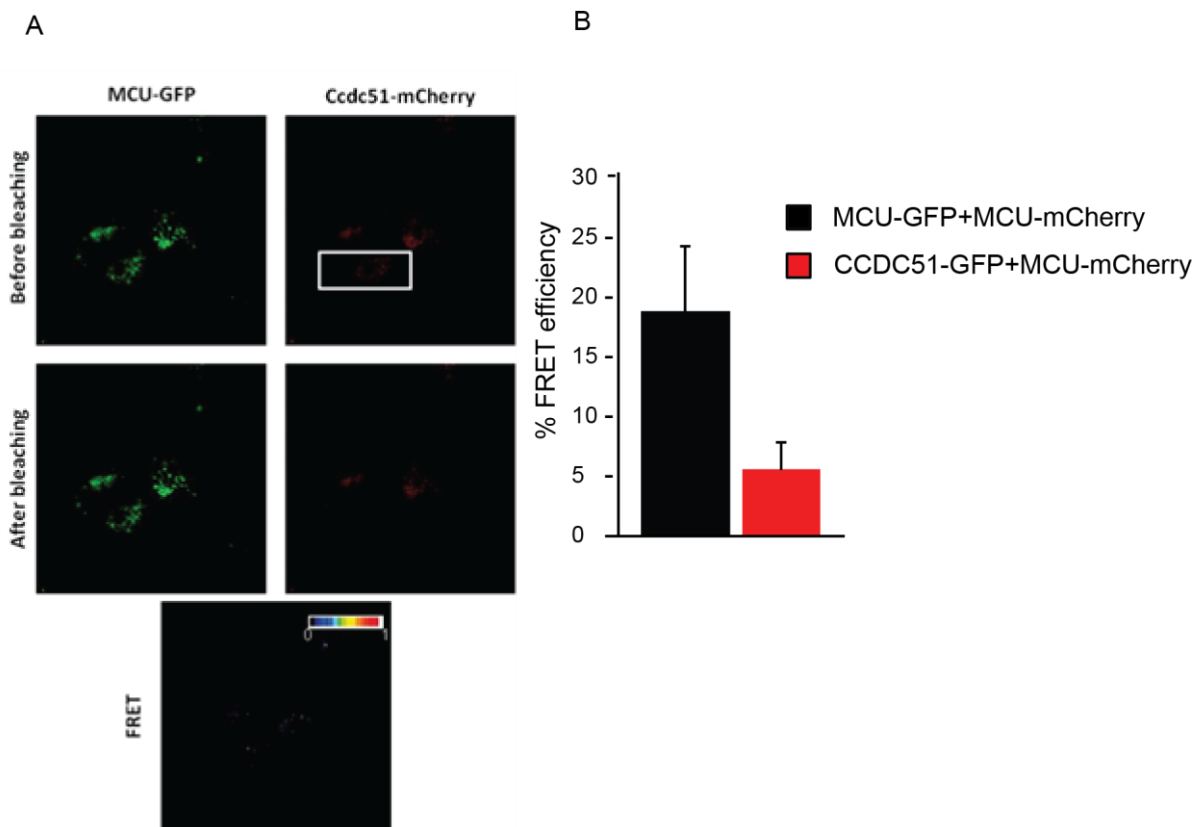 A
B
MCU-GFP
Ccdc51-mCherry
Before bleaching
After bleaching
FRET
0
1
% FRET efficiency
30
25
20
15
10
5
0
MCU-GFP+MCU-mCherry
CCDC51-GFP+MCU-mCherry